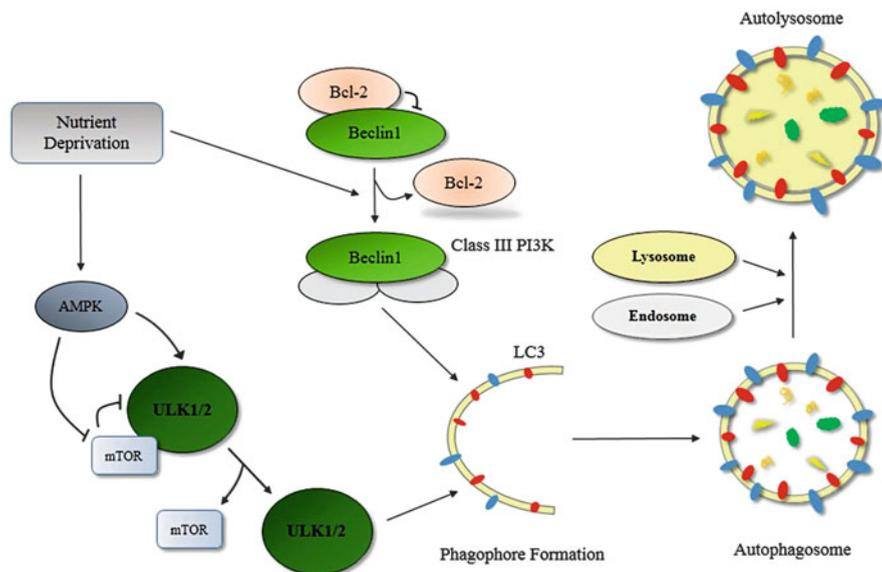 Autolysosome
Bcl-2
Beclin1
Nutrient
Deprivation
Bcl-2
Class III PI3K
Beclin1
Lysosome
Endosome
AMPK
LC3
ULK1/2
mTOR
mTOR
ULK1/2
Phagophore Formation
Autophagosome